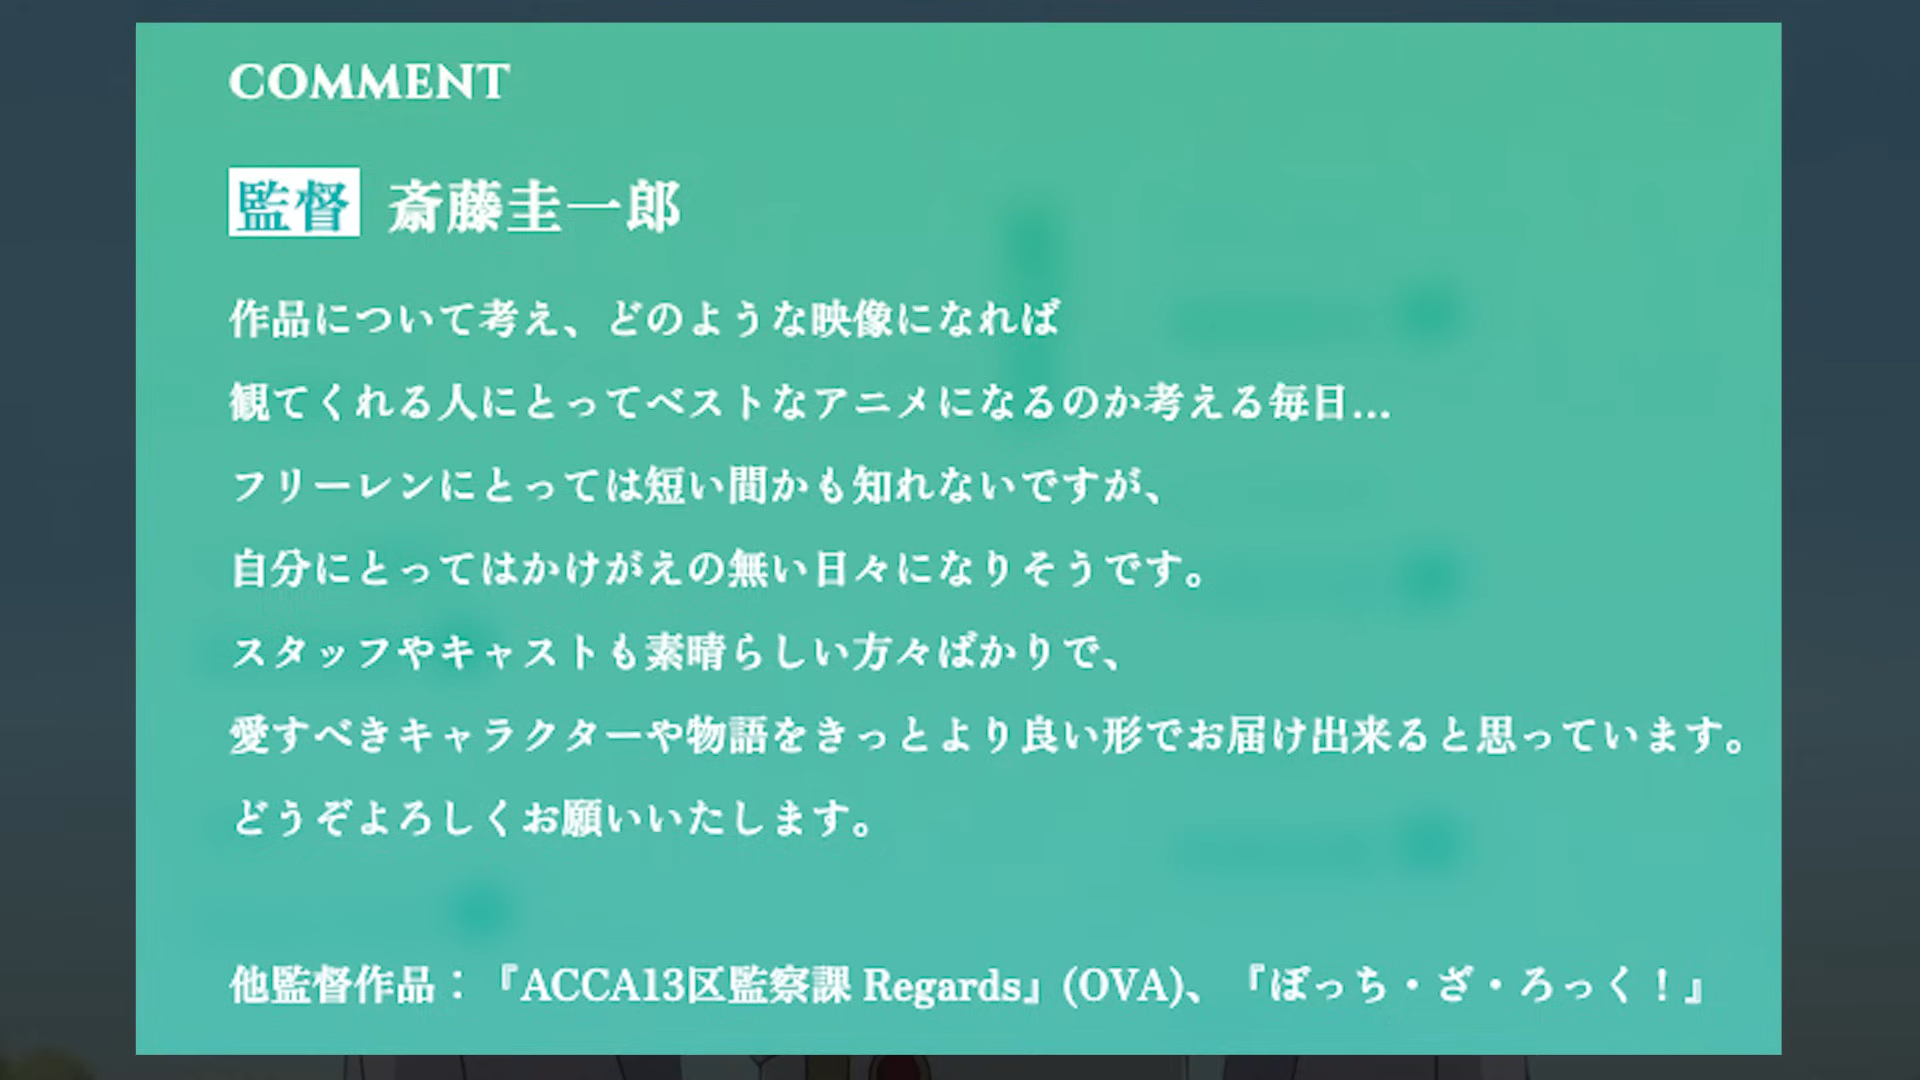 COMMENT
監督 斎藤圭一郎
作品について考え、どのような映像になれば
観てくれる人にとってベストなアニメになるのか考える毎日…
フリーレンにとっては短い間かも知れないですが、
自分にとってはかけがえの無い日々になりそうです。
スタッフやキャストも素晴らしい方々ばかりで、
愛すべきキャラクターや物語をきっとより良い形でお届け出来ると思っています。
どうぞよろしくお願いいたします。
他監督作品：『ACCA13区監察課 Regards』(OVA)、『ぼっち・ざ・ろっく！』